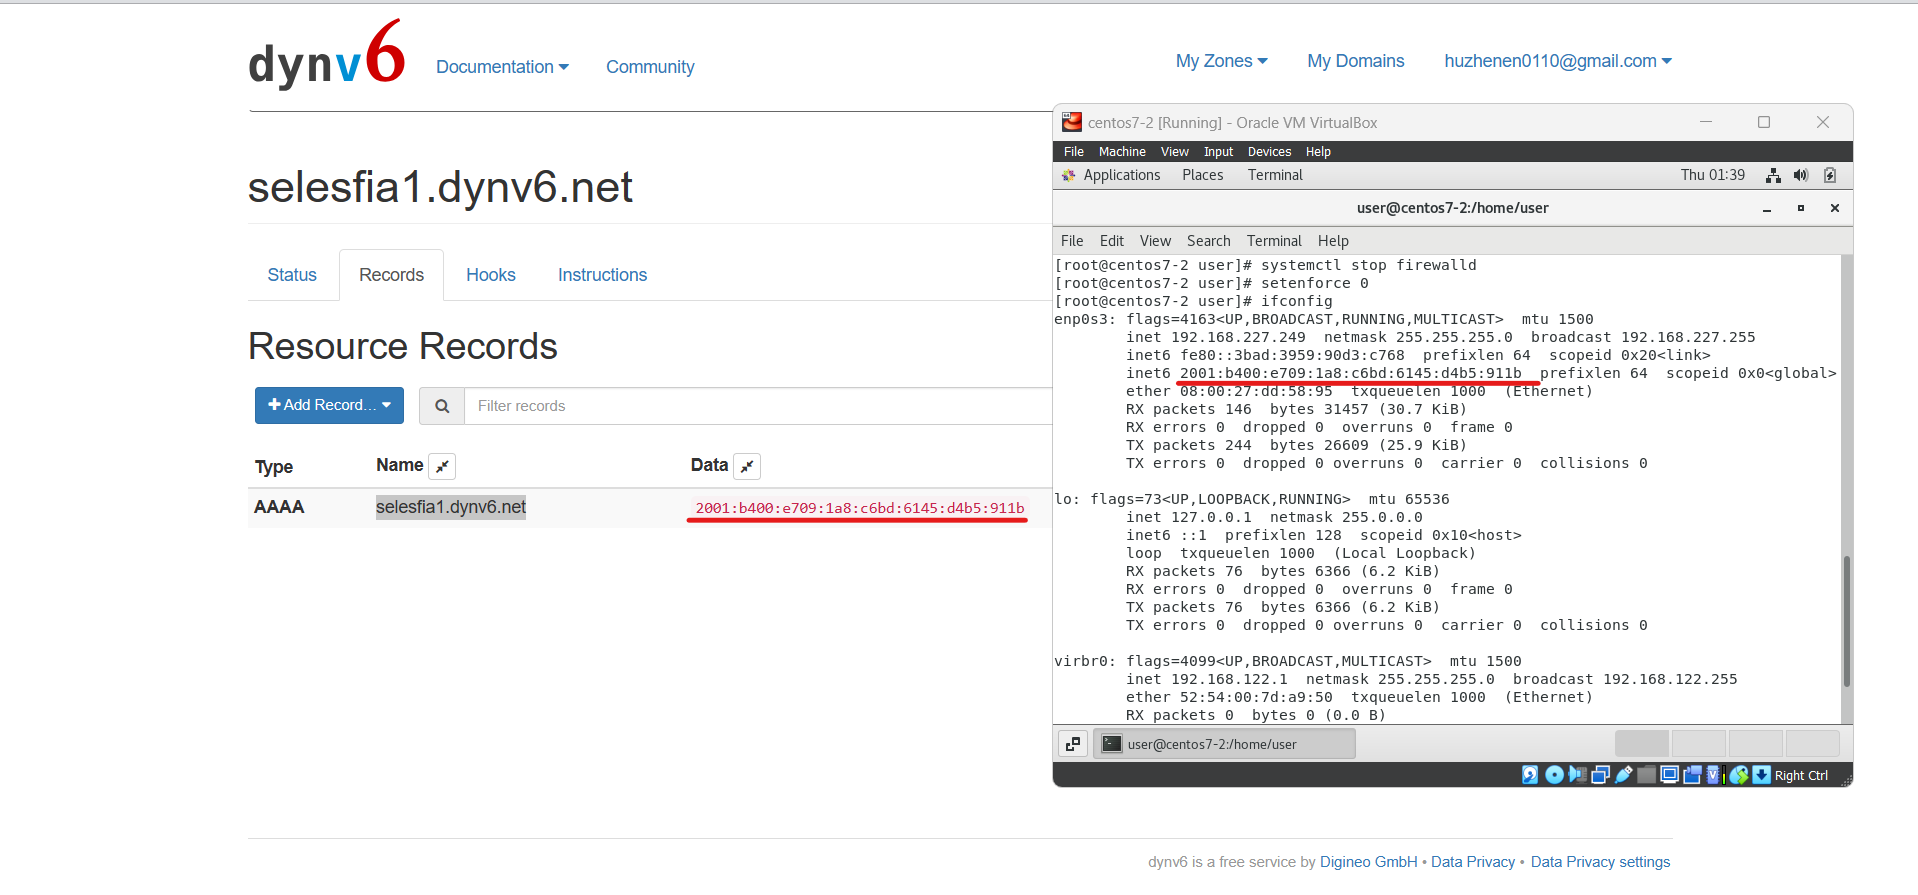 dynv6
Documentation
Community
My Zones
My Domains
huzhenen0110@gmail.com
selesfia1.dynv6.net
Status
Records
Hooks
Instructions
Resource Records
Add Record...
Filter records
Type
Name
Data
AAAA
selesfia1.dynv6.net
2001:b400:e709:1a8:c6bd:6145:d4b5:911b
centos7-2 [Running] - Oracle VM VirtualBox
File Machine View Input Devices Help
Applications Places Terminal
Thu 01:39
user@centos7-2:/home/user
File Edit View Search Terminal Help
[root@centos7-2 user]# systemctl stop firewalld
[root@centos7-2 user]# setenforce 0
[root@centos7-2 user]# ifconfig
enp0s3: flags=4163<UP,BROADCAST,RUNNING,MULTICAST>  mtu 1500
inet 192.168.227.249  netmask 255.255.255.0  broadcast 192.168.227.255
inet6 fe80::3bad:3959:90d3:c768  prefixlen 64  scopeid 0x20<link>
inet6 2001:b400:e709:1a8:c6bd:6145:d4b5:911b  prefixlen 64  scopeid 0x0<global>
ether 08:00:27:dd:58:95  txqueuelen 1000  (Ethernet)
RX packets 146  bytes 31457 (30.7 KiB)
RX errors 0  dropped 0  overruns 0  frame 0
TX packets 244  bytes 26609 (25.9 KiB)
TX errors 0  dropped 0 overruns 0  carrier 0  collisions 0
lo: flags=73<UP,LOOPBACK,RUNNING>  mtu 65536
inet 127.0.0.1  netmask 255.0.0.0
inet6 ::1  prefixlen 128  scopeid 0x10<host>
loop  txqueuelen 1000  (Local Loopback)
RX packets 76  bytes 6366 (6.2 KiB)
RX errors 0  dropped 0  overruns 0  frame 0
TX packets 76  bytes 6366 (6.2 KiB)
TX errors 0  dropped 0 overruns 0  carrier 0  collisions 0
virbr0: flags=4099<UP,BROADCAST,MULTICAST>  mtu 1500
inet 192.168.122.1  netmask 255.255.255.0  broadcast 192.168.122.255
ether 52:54:00:7d:a9:50  txqueuelen 1000  (Ethernet)
RX packets 0  bytes 0 (0.0 B)
user@centos7-2:/home/user
Right Ctrl
dynv6 is a free service by Digineo GmbH • Data Privacy • Data Privacy settings